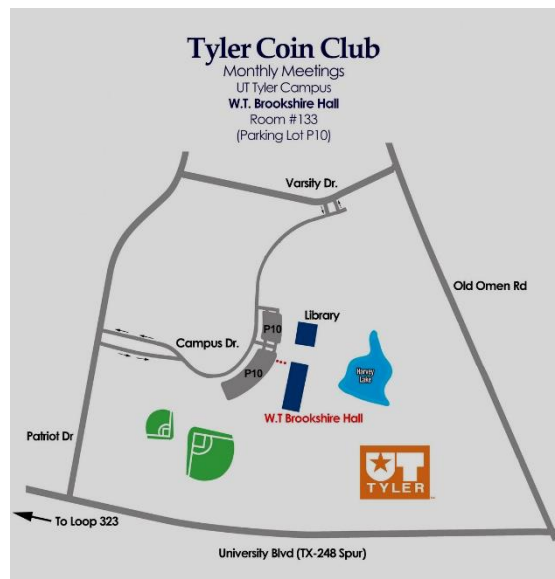 Tyler Coin Club
Monthly Meetings
UT Tyler Campus
W.T. Brookshire Hall
Room #133
(Parking Lot P10)
Varsity Dr.
Old Omen Rd
Library
P10
Campus Dr.
P10
Harvey
Lake
W.T Brookshire Hall
Patriot Dr
UT
TYLER
To Loop 323
University Blvd (TX-248 Spur)